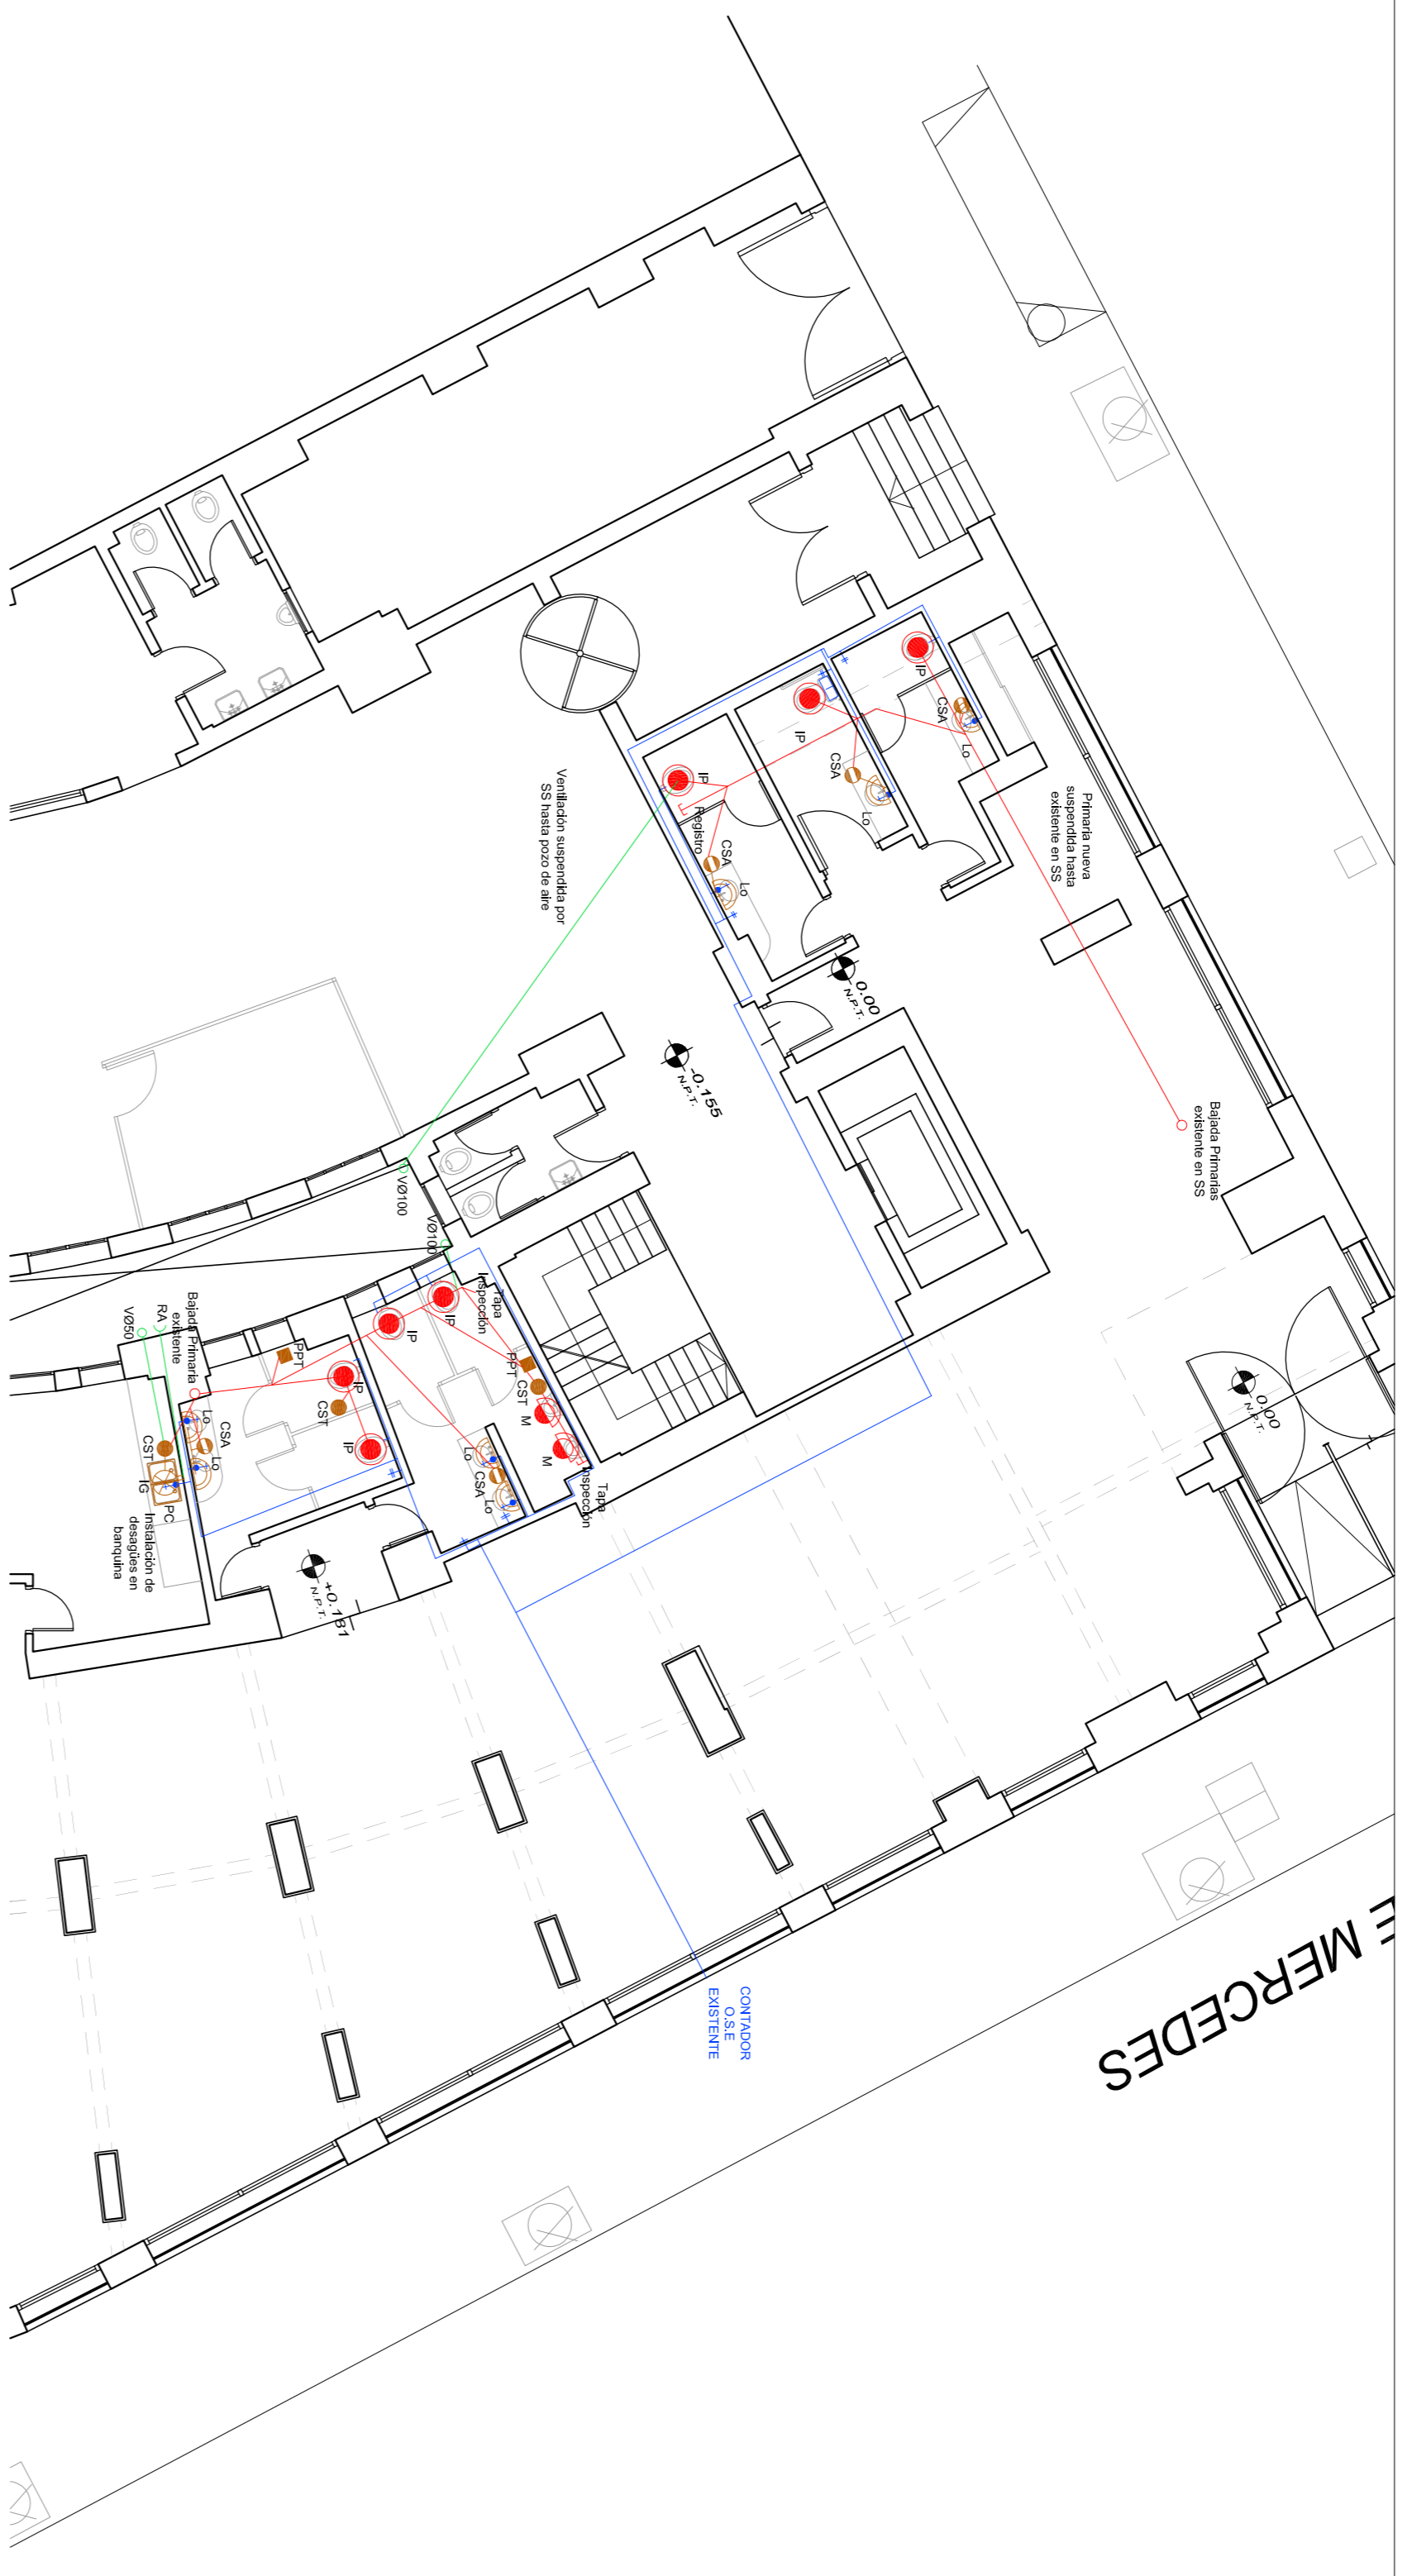 IP
CSA
Lo
IP
CSA
Lo
IP
Registro
CSA
Lo
Primaria nueva
suspendida hasta
existente en SS
Ventilación suspendida por
SS hasta pozo de aire
0.00
N.P.T.
-0.155
N.P.T.
Bajada Primarias
existente en SS
VØ100
VØ100
Tapa
Inspección
IP
IP
PPT
CST
M
M
Tapa
Inspección
Lo
CSA
Lo
0.00
N.P.T.
Bajada Primaria
existente
RA
VØ50
PPT
IP
CST
IP
Lo
CSA
Lo
CST
IG
PC
Instalación de
desagües en
banquina
+0.181
N.P.T.
CONTADOR
O.S.E
EXISTENTE
E MERCEDES